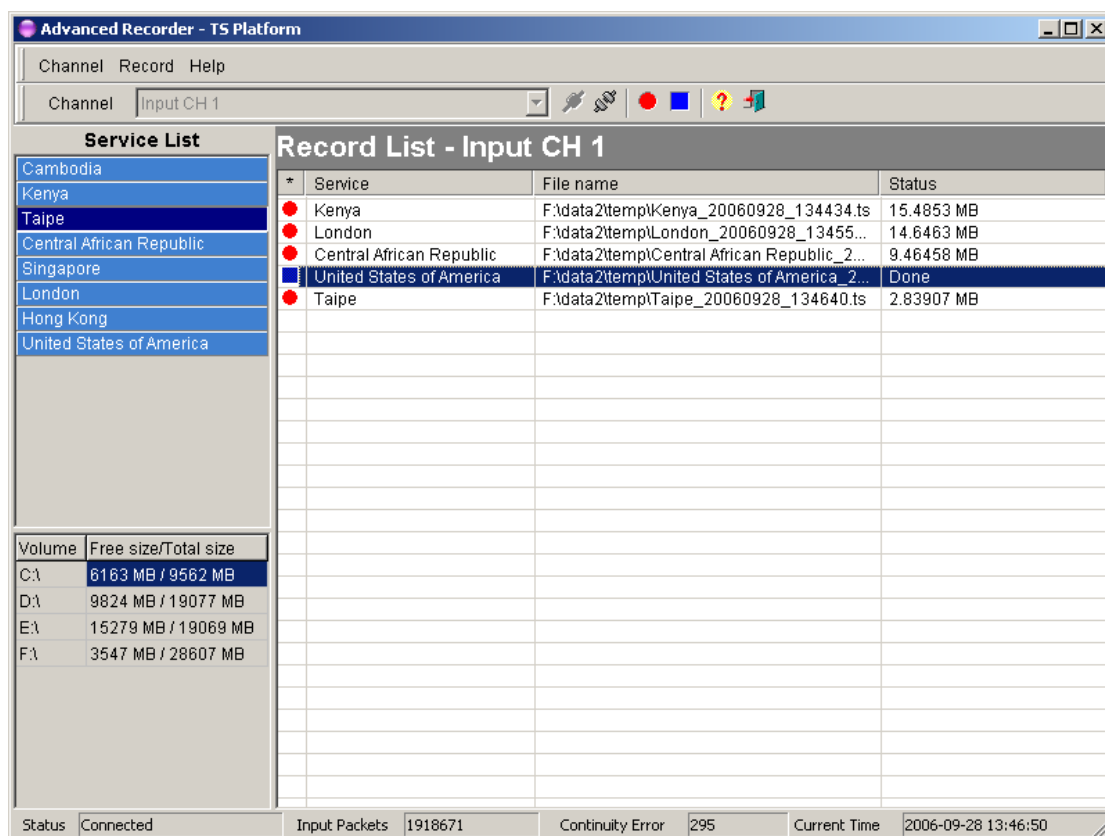 Advanced Recorder - TS Platform
Channel Record Help
Channel Input CH 1
Service List
Cambodia
Kenya
Taipe
Central African Republic
Singapore
London
Hong Kong
United States of America
Volume Free size/Total size
C:\ 6163 MB / 9562 MB
D:\ 9824 MB / 19077 MB
E:\ 15279 MB / 19069 MB
F:\ 3547 MB / 28607 MB
Record List - Input CH 1
* Service File name Status
Kenya F:\data2\temp\Kenya_20060928_134434.ts 15.4853 MB
London F:\data2\temp\London_20060928_13455... 14.6463 MB
Central African Republic F:\data2\temp\Central African Republic_2... 9.46458 MB
United States of America F:\data2\temp\United States of America_2... Done
Taipe F:\data2\temp\Taipe_20060928_134640.ts 2.83907 MB
Status Connected Input Packets 1918671 Continuity Error 295 Current Time 2006-09-28 13:46:50